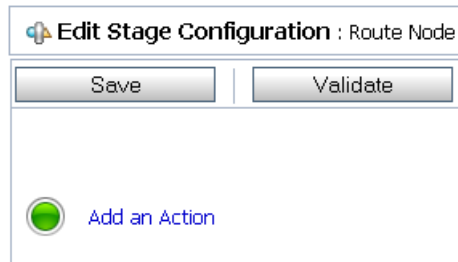 Edit Stage Configuration : Route Node
Save Validate
Add an Action